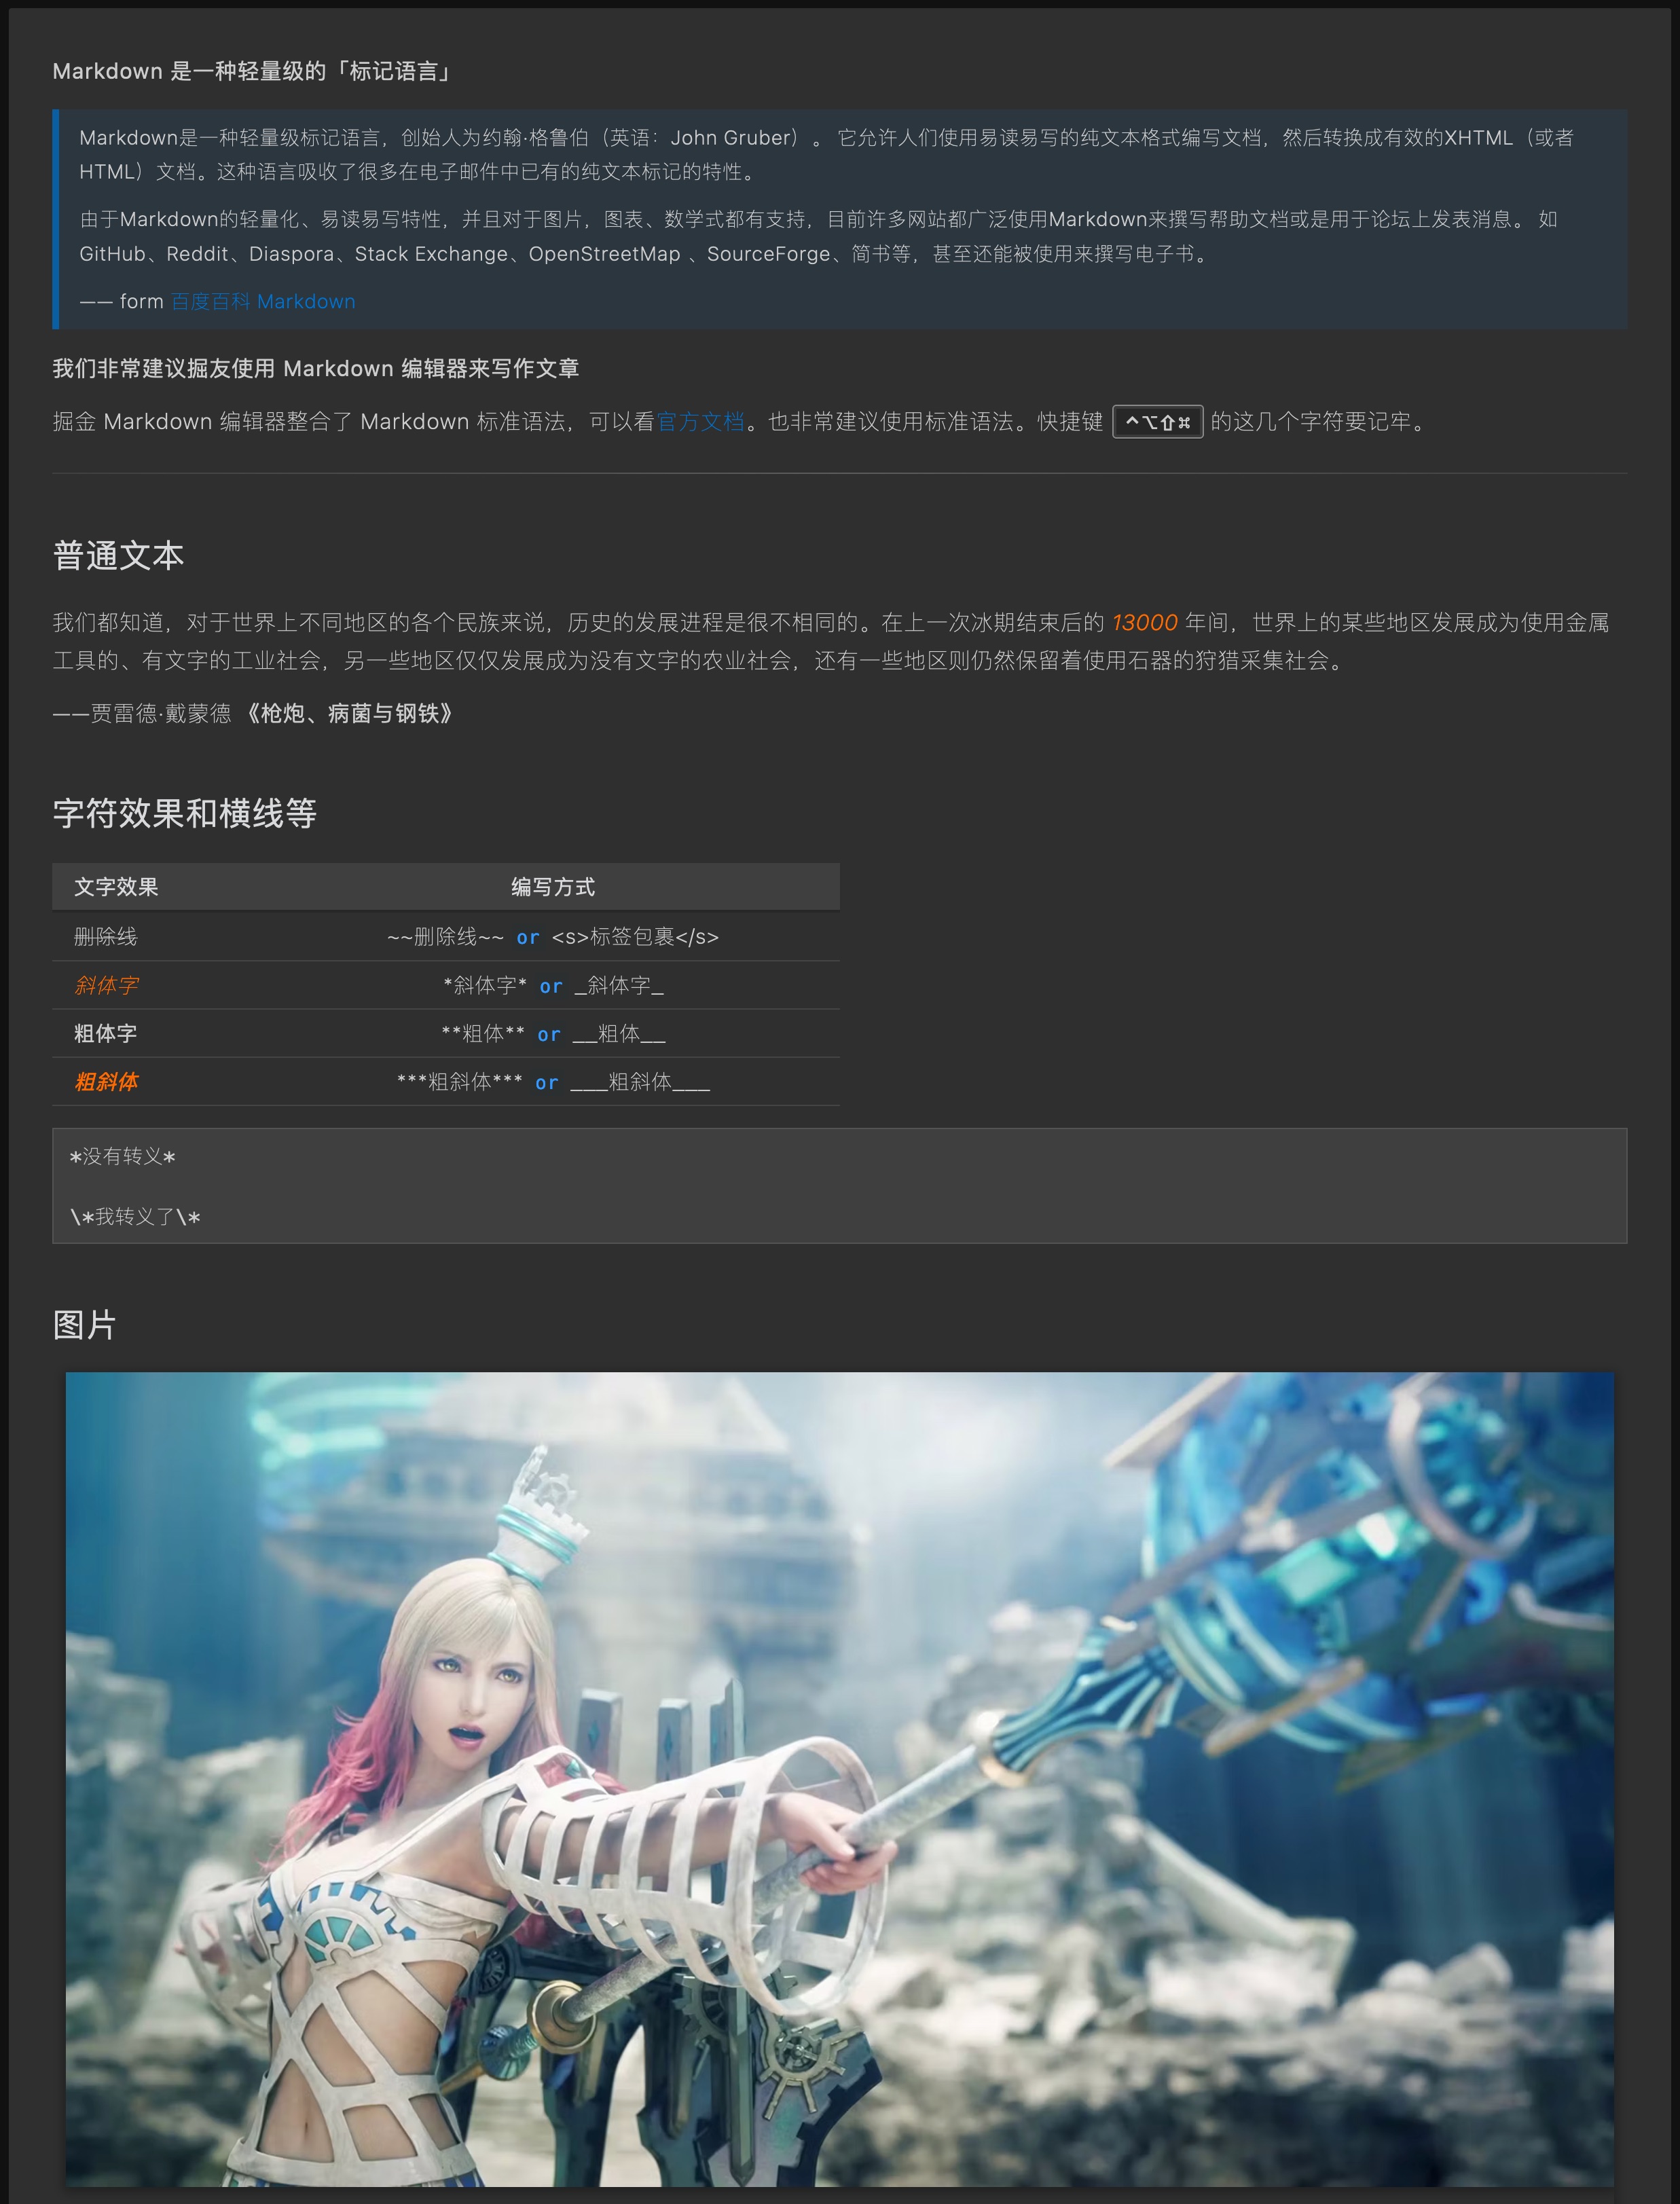 Markdown 是一种轻量级的「标记语言」
Markdown是一种轻量级标记语言，创始人为约翰·格鲁伯（英语：John Gruber）。 它允许人们使用易读易写的纯文本格式编写文档，然后转换成有效的XHTML（或者
HTML）文档。这种语言吸收了很多在电子邮件中已有的纯文本标记的特性。
由于Markdown的轻量化、易读易写特性，并且对于图片，图表、数学式都有支持，目前许多网站都广泛使用Markdown来撰写帮助文档或是用于论坛上发表消息。 如
GitHub、Reddit、Diaspora、Stack Exchange、OpenStreetMap 、SourceForge、简书等，甚至还能被使用来撰写电子书。
—— form 百度百科 Markdown
我们非常建议掘友使用 Markdown 编辑器来写作文章
掘金 Markdown 编辑器整合了 Markdown 标准语法，可以看官方文档。也非常建议使用标准语法。快捷键 ⌃⌥⇧⌘ 的这几个字符要记牢。
普通文本
我们都知道，对于世界上不同地区的各个民族来说，历史的发展进程是很不相同的。在上一次冰期结束后的 13000 年间，世界上的某些地区发展成为使用金属
工具的、有文字的工业社会，另一些地区仅仅发展成为没有文字的农业社会，还有一些地区则仍然保留着使用石器的狩猎采集社会。
——贾雷德·戴蒙德 《枪炮、病菌与钢铁》
字符效果和横线等
文字效果 编写方式
删除线 ~~删除线~~ or <s>标签包裹</s>
斜体字 *斜体字* or _斜体字_
粗体字 **粗体** or __粗体__
粗斜体 ***粗斜体*** or ___粗斜体___
*没有转义*
\*我转义了\*
图片